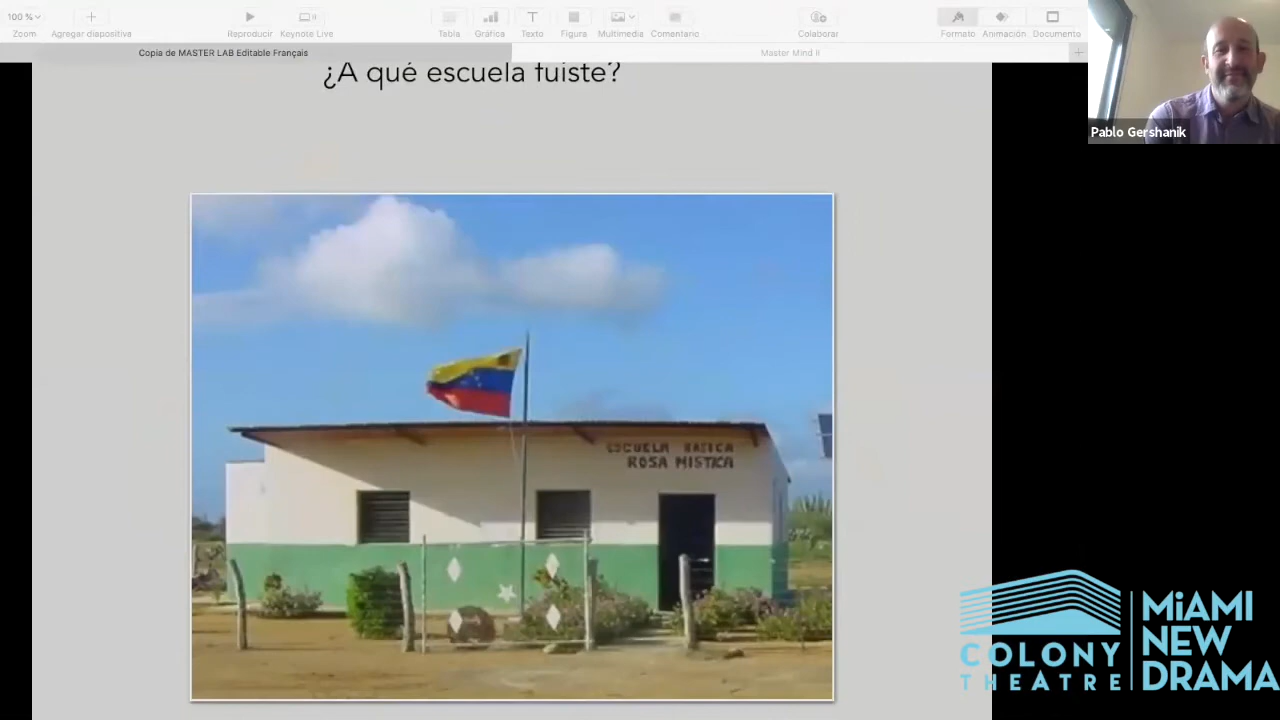 100 %
Zoom
Agregar diapositiva
Reproducir
Keynote Live
Tabla
Gráfica
Texto
Figura
Multimedia
Comentario
Colaborar
Formato
Animación
Documento
Copia de MASTER LAB Editable Français
Master Mind II
¿A qué escuela fuiste?
Pablo Gershanik
ESCUELA BASICA
ROSA MISTICA
COLONY
THEATRE
MiAMI
NEW
DRAMA